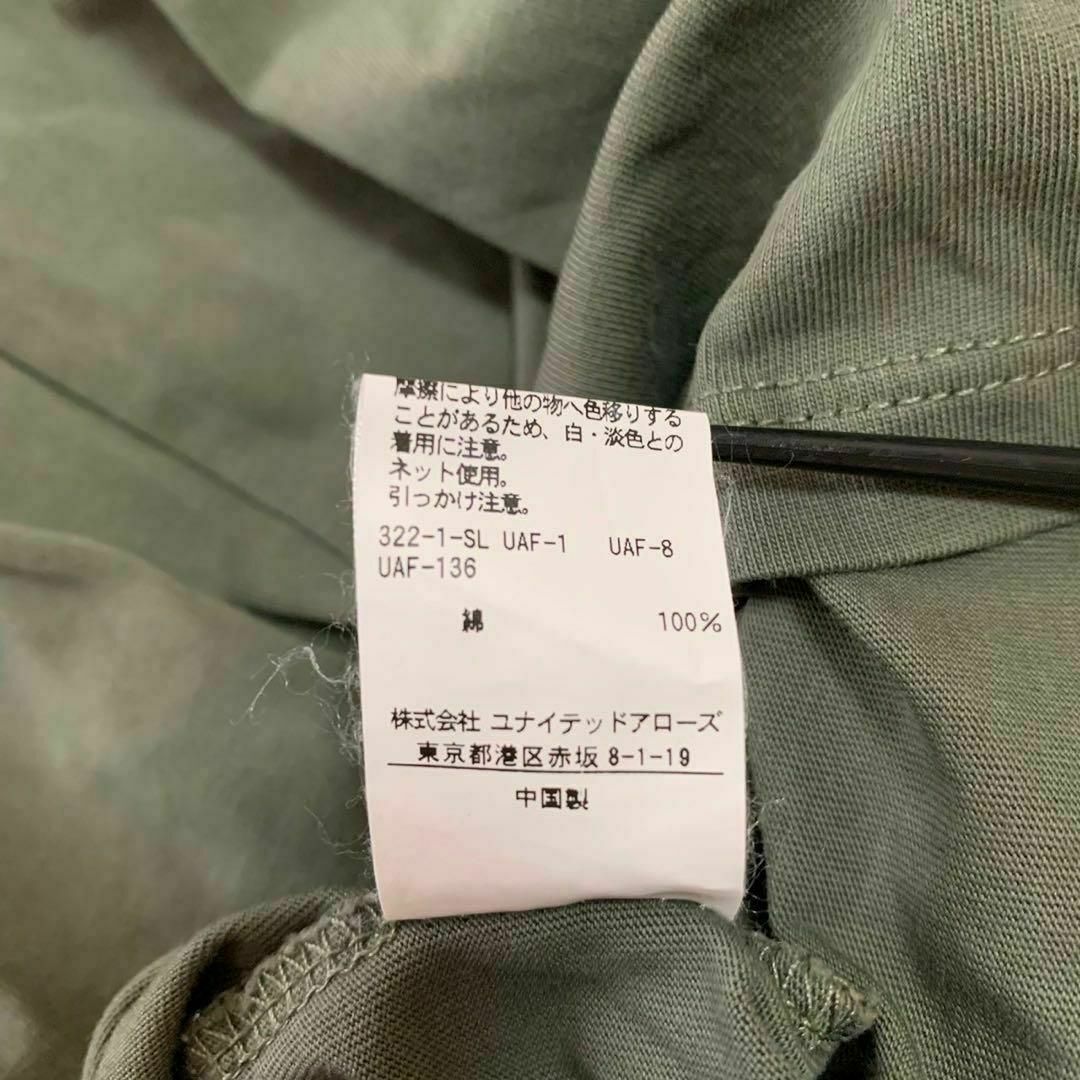 摩擦により他の物へ色移りする
ことがあるため、白・淡色との
着用に注意。
ネット使用。
引っかけ注意。
322-1-SL UAF-1 UAF-8
UAF-136
綿 100%
株式会社 ユナイテッドアローズ
東京都港区赤坂 8-1-19
中国製